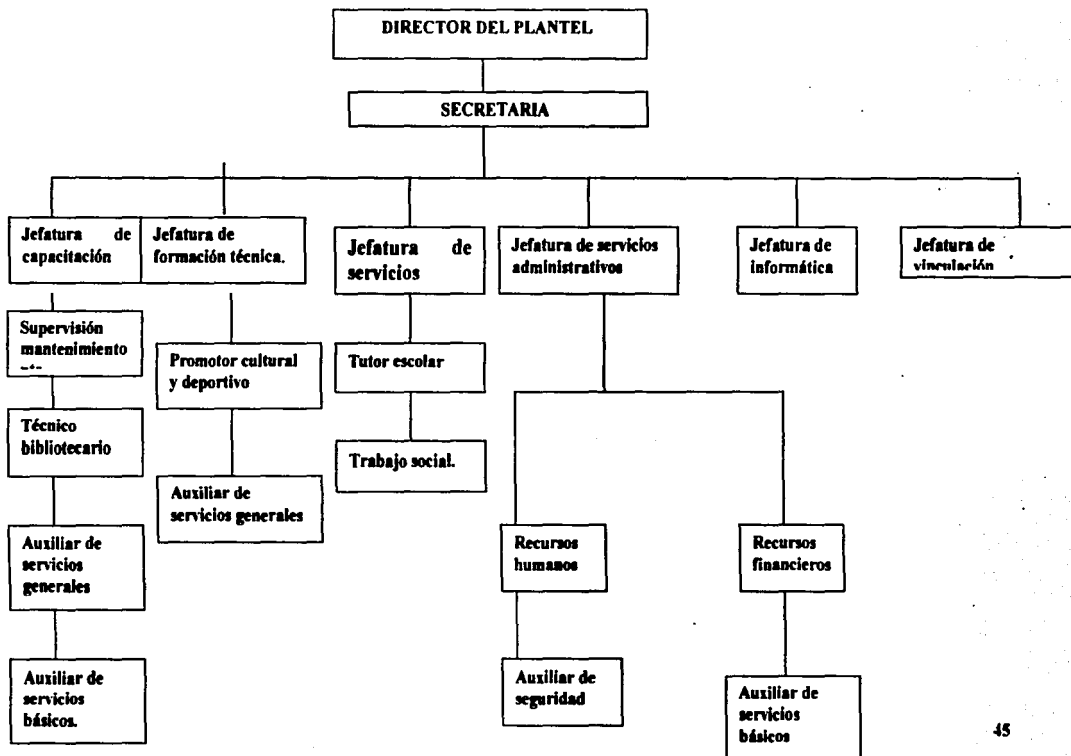 DIRECTOR DEL PLANTEL
SECRETARIA
Jefatura de
capacitación
Jefatura de
formación técnica.
Jefatura de
servicios
Jefatura de servicios
administrativos
Jefatura de
informática
Jefatura de
vinculación
Supervisión
mantenimiento
Promotor cultural
y deportivo
Tutor escolar
Técnico
bibliotecario
Trabajo social.
Auxiliar de
servicios generales
Auxiliar de
servicios
generales
Recursos
humanos
Recursos
financieros
Auxiliar de
servicios
básicos.
Auxiliar de
seguridad
Auxiliar de
servicios
básicos
45